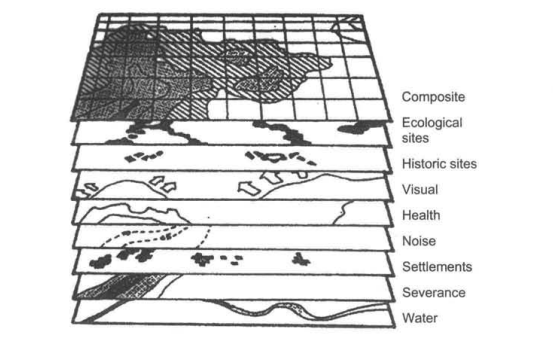 Composite
Ecological
sites
Historic sites
Visual
Health
Noise
Settlements
Severance
Water